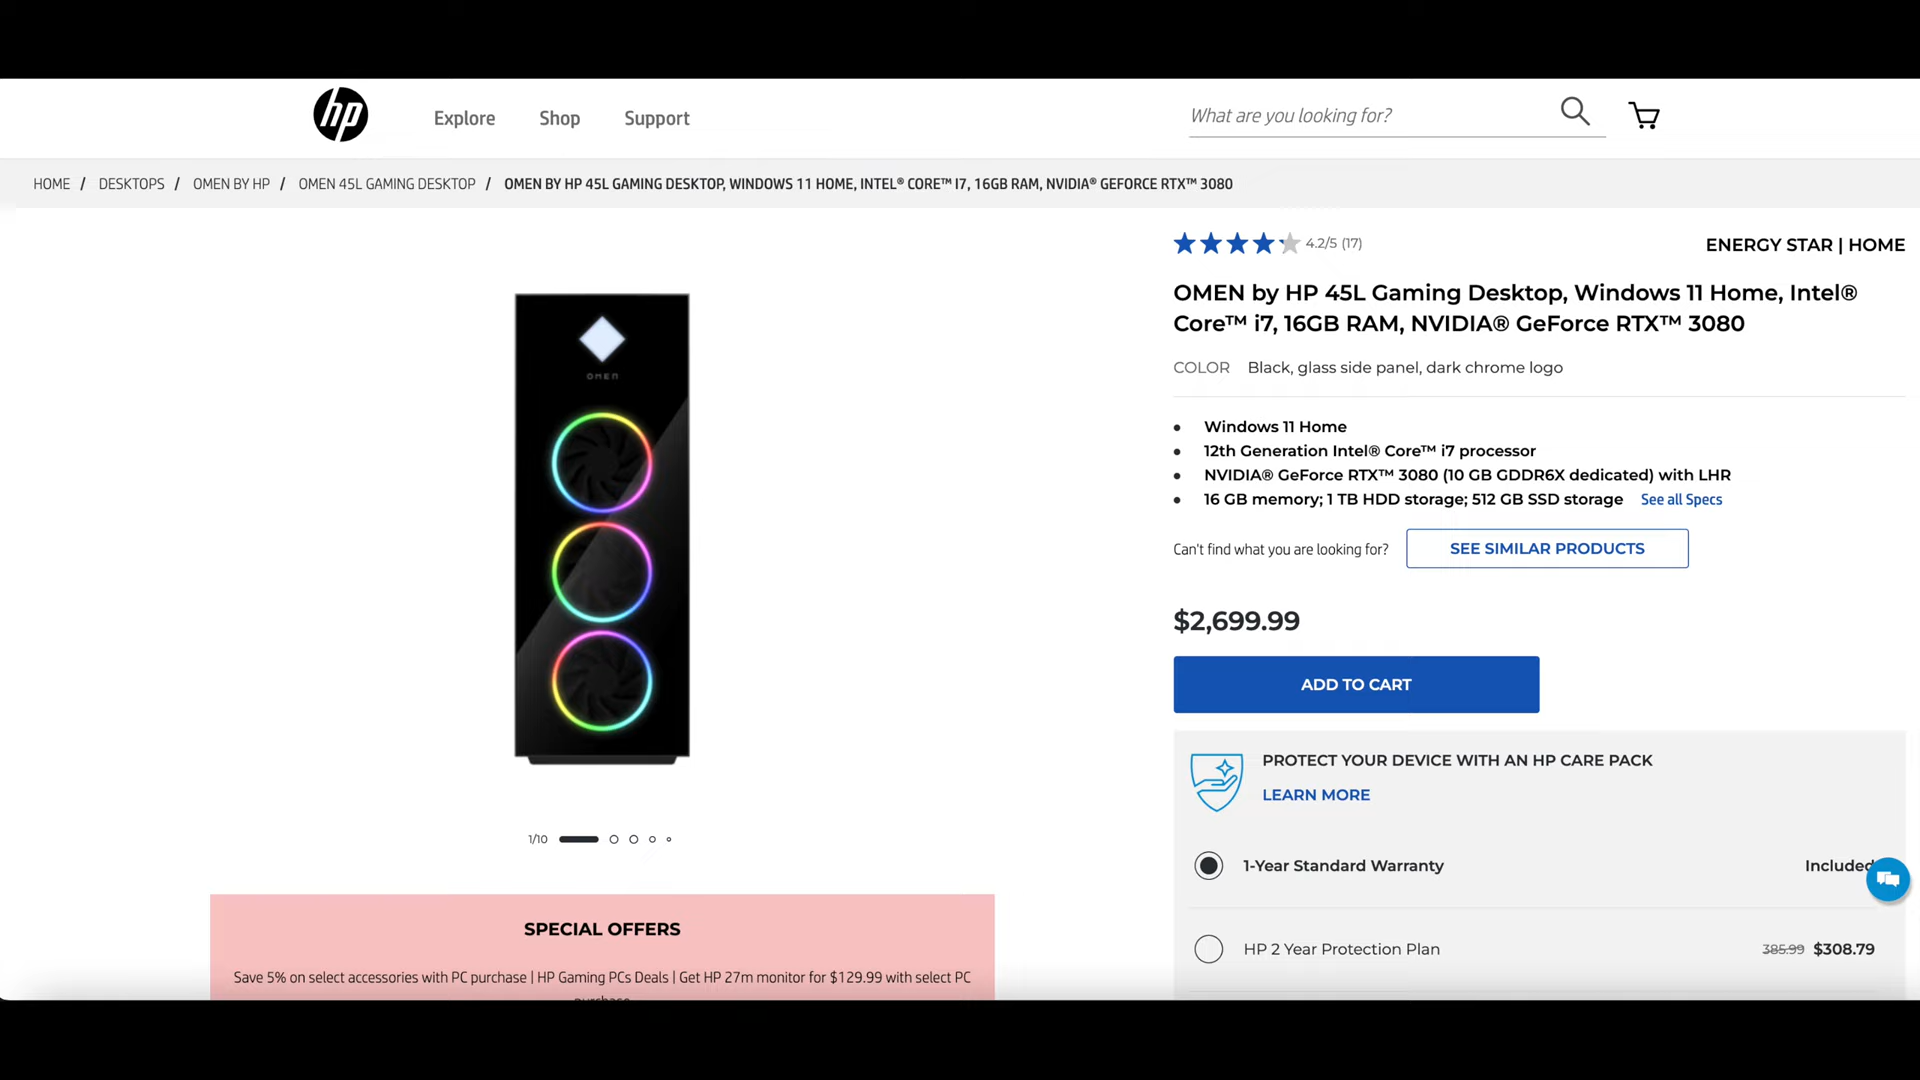 hp
Explore Shop Support
What are you looking for?
HOME / DESKTOPS / OMEN BY HP / OMEN 45L GAMING DESKTOP / OMEN BY HP 45L GAMING DESKTOP, WINDOWS 11 HOME, INTEL® CORE™ I7, 16GB RAM, NVIDIA® GEFORCE RTX™ 3080
4.2/5 (17)
ENERGY STAR | HOME
OMEN by HP 45L Gaming Desktop, Windows 11 Home, Intel®
Core™ i7, 16GB RAM, NVIDIA® GeForce RTX™ 3080
COLOR Black, glass side panel, dark chrome logo
• Windows 11 Home
• 12th Generation Intel® Core™ i7 processor
• NVIDIA® GeForce RTX™ 3080 (10 GB GDDR6X dedicated) with LHR
• 16 GB memory; 1 TB HDD storage; 512 GB SSD storage See all Specs
Can't find what you are looking for? SEE SIMILAR PRODUCTS
$2,699.99
ADD TO CART
PROTECT YOUR DEVICE WITH AN HP CARE PACK
LEARN MORE
1-Year Standard Warranty Included
HP 2 Year Protection Plan 385.99 $308.79
OMEN
1/10
SPECIAL OFFERS
Save 5% on select accessories with PC purchase | HP Gaming PCs Deals | Get HP 27m monitor for $129.99 with select PC
purchase